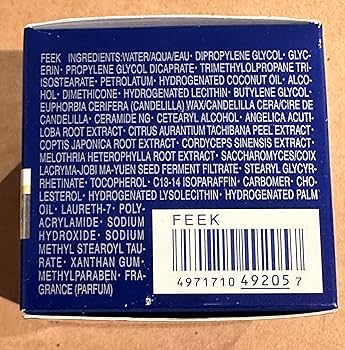 FEEK INGREDIENTS:WATER/AQUA/EAU· DIPROPYLENE GLYCOL· GLYC-
ERIN· PROPYLENE GLYCOL DICAPRATE· TRIMETHYLOLPROPANE TRI-
ISOSTEARATE· PETROLATUM· HYDROGENATED COCONUT OIL· ALCO-
HOL· DIMETHICONE· HYDROGENATED LECITHIN· BUTYLENE GLYCOL·
EUPHORBIA CERIFERA (CANDELILLA) WAX/CANDELILLA CERA/CIRE DE
CANDELILLA· CERAMIDE NG· CETEARYL ALCOHOL· ANGELICA ACUTI-
LOBA ROOT EXTRACT· CITRUS AURANTIUM TACHIBANA PEEL EXTRACT·
COPTIS JAPONICA ROOT EXTRACT· CORDYCEPS SINENSIS EXTRACT·
MELOTHRIA HETEROPHYLLA ROOT EXTRACT· SACCHAROMYCES/COIX
LACRYMA-JOBI MA-YUEN SEED FERMENT FILTRATE· STEARYL GLYCYR-
RHETINATE· TOCOPHEROL· C13-14 ISOPARAFFIN· CARBOMER· CHO-
LESTEROL· HYDROGENATED LYSOLECITHIN· HYDROGENATED PALM
OIL· LAURETH-7· POLY-
ACRYLAMIDE· SODIUM
HYDROXIDE· SODIUM
METHYL STEAROYL TAU-
RATE· XANTHAN GUM·
METHYLPARABEN· FRA-
GRANCE (PARFUM)
FEEK
4971710 49205 7